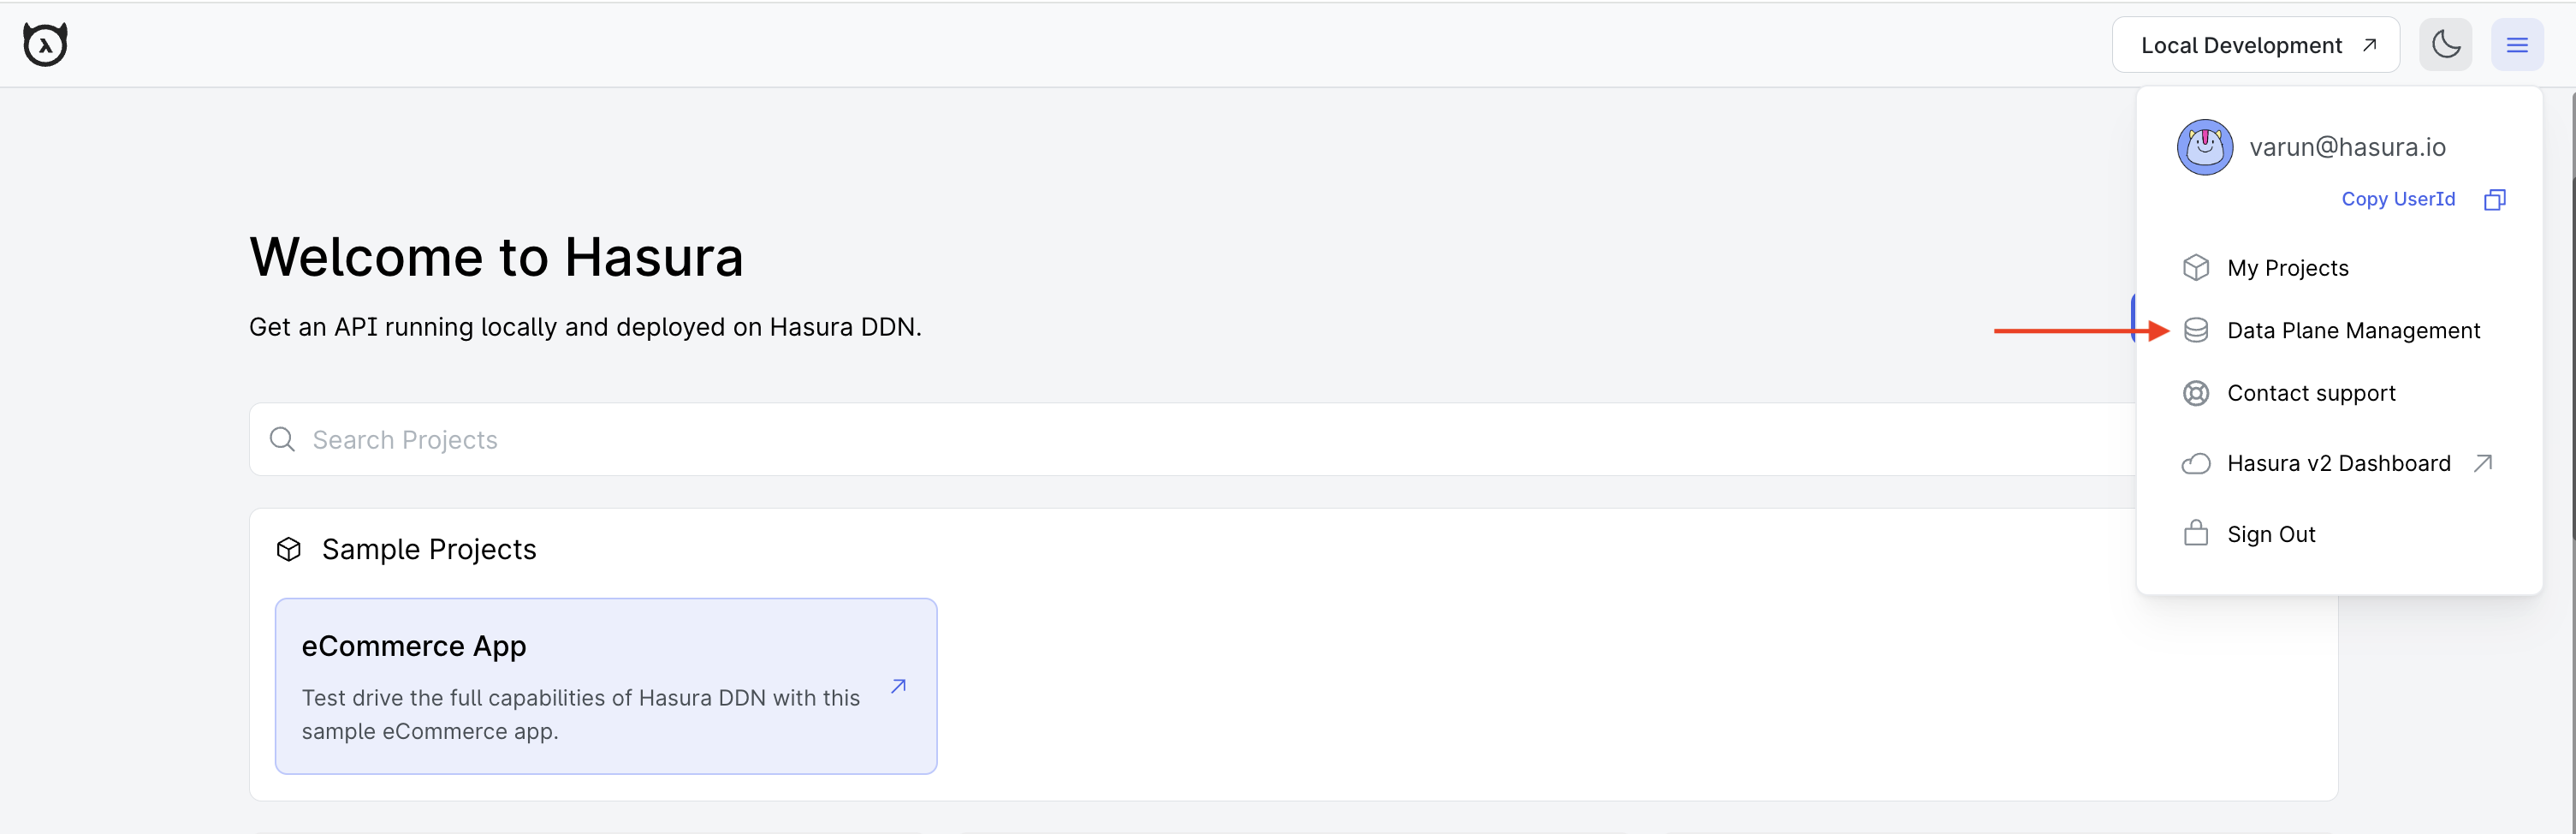 Local Development
varun@hasura.io
Copy UserId
My Projects
Data Plane Management
Contact support
Hasura v2 Dashboard
Sign Out
Welcome to Hasura
Get an API running locally and deployed on Hasura DDN.
Search Projects
Sample Projects
eCommerce App
Test drive the full capabilities of Hasura DDN with this
sample eCommerce app.